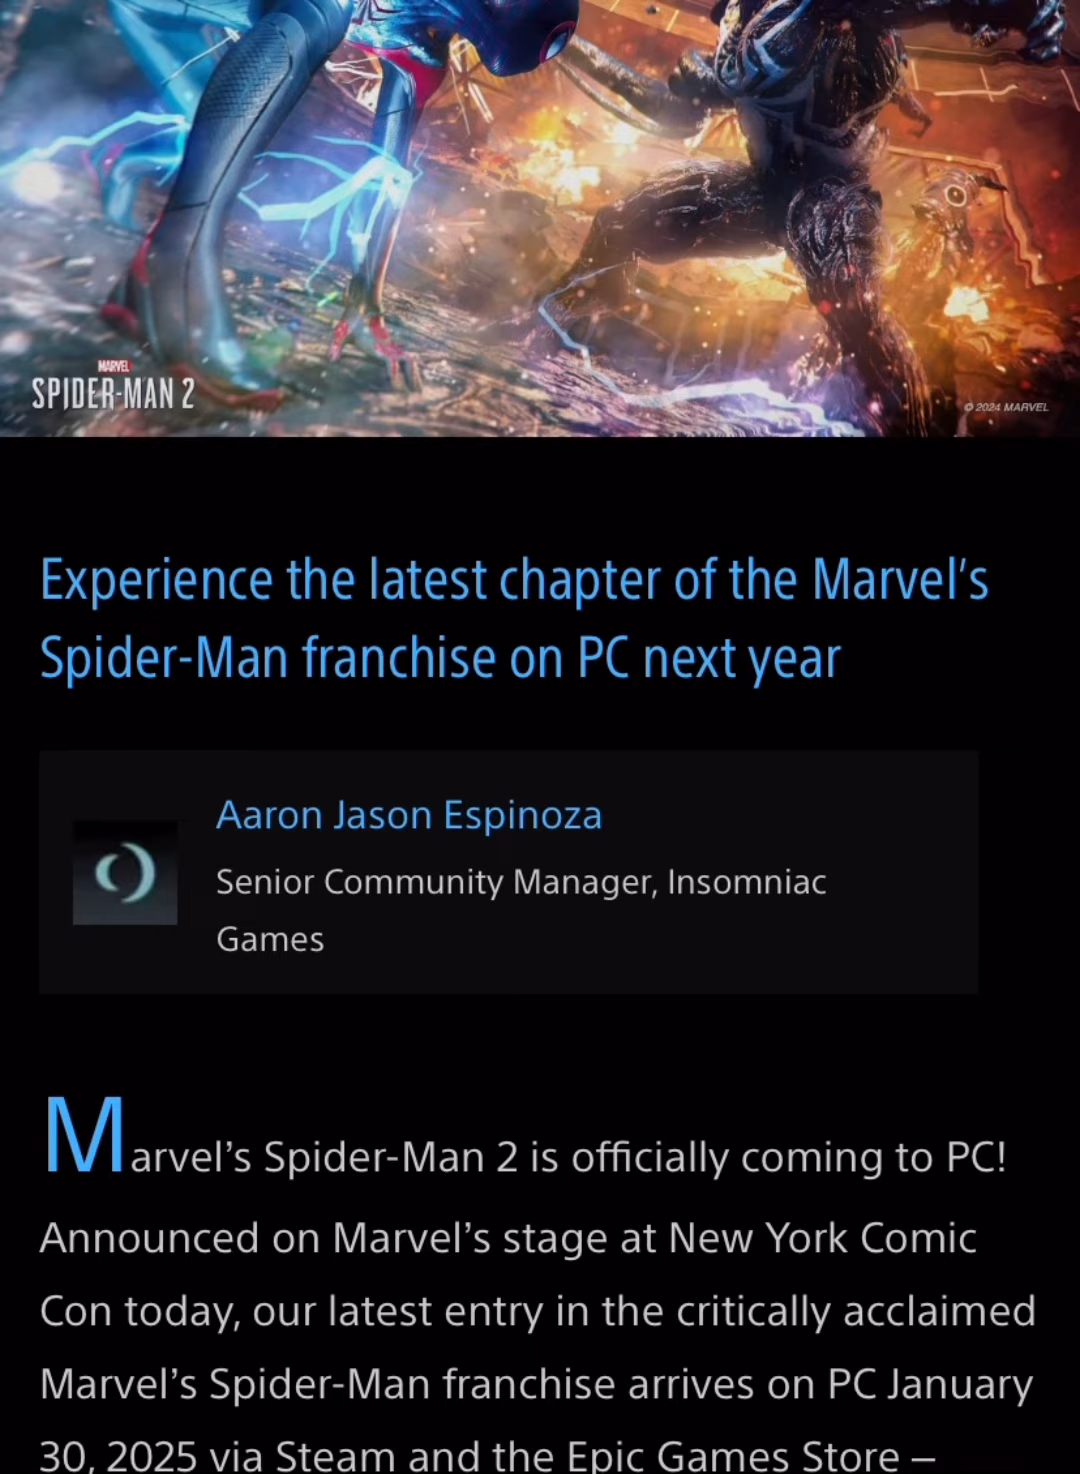 MARVEL
SPIDER-MAN 2
© 2024 MARVEL
Experience the latest chapter of the Marvel’s
Spider-Man franchise on PC next year
Aaron Jason Espinoza
Senior Community Manager, Insomniac
Games
Marvel’s Spider-Man 2 is officially coming to PC!
Announced on Marvel’s stage at New York Comic
Con today, our latest entry in the critically acclaimed
Marvel’s Spider-Man franchise arrives on PC January
30, 2025 via Steam and the Epic Games Store –